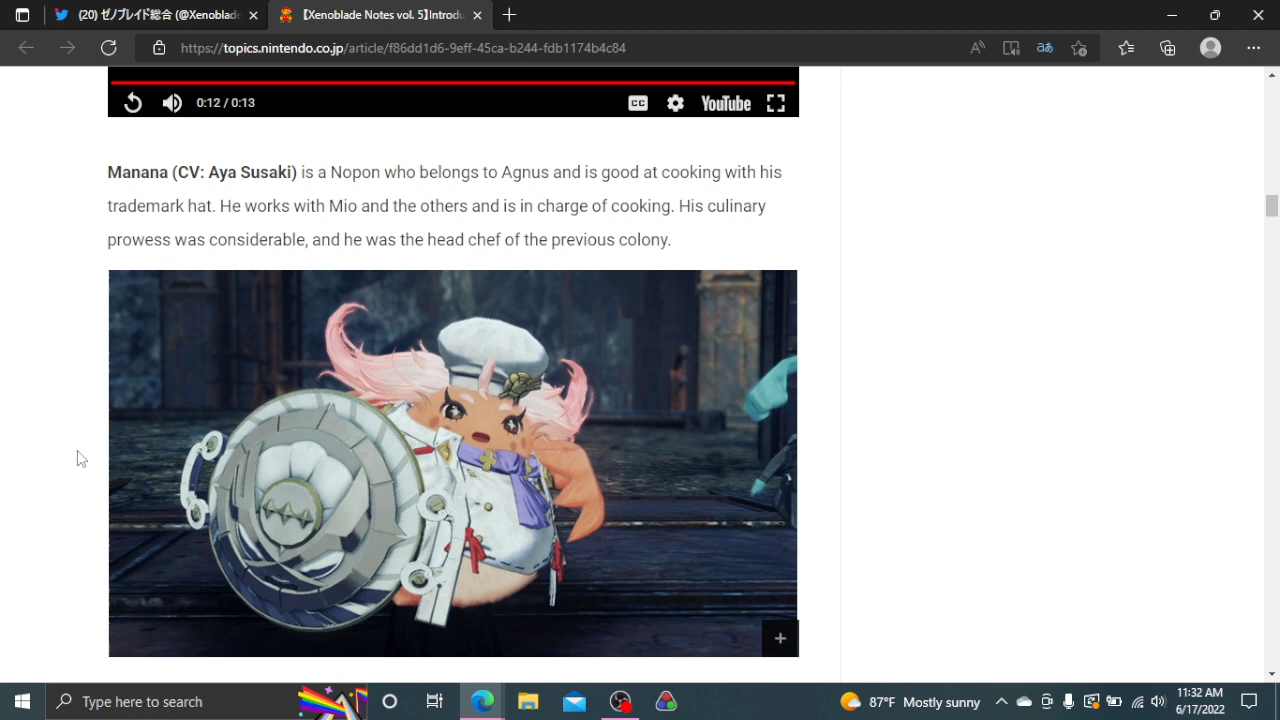 (20) ゼノブレイド総合 (@Xenoblade
【Xenoblade Notes vol. 5】Introdu
https://topics.nintendo.co.jp/article/f86dd1d6-9eff-45ca-b244-fdb1174b4c84
0:12 / 0:13
CC
YouTube
Manana (CV: Aya Susaki) is a Nopon who belongs to Agnus and is good at cooking with his
trademark hat. He works with Mio and the others and is in charge of cooking. His culinary
prowess was considerable, and he was the head chef of the previous colony.
Type here to search
87°F Mostly sunny
11:32 AM
6/17/2022